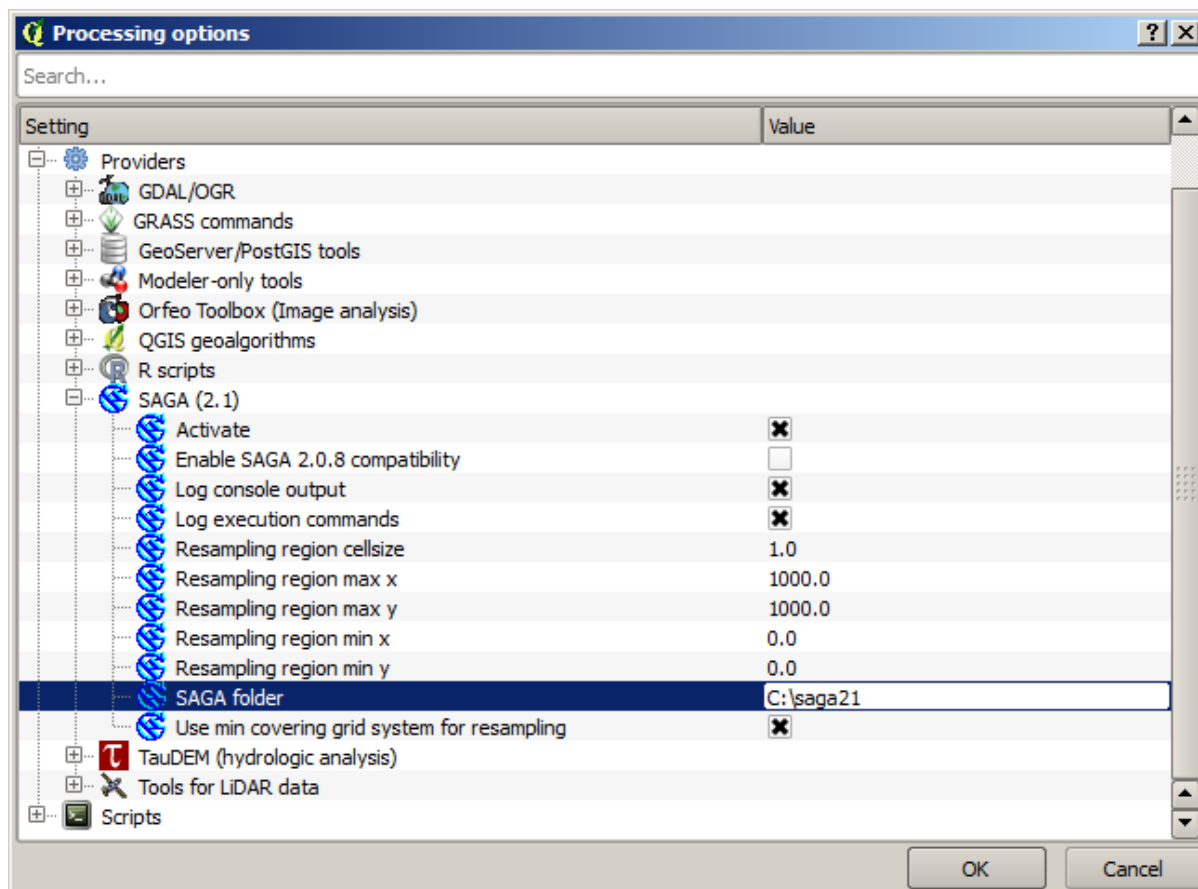 Processing options
Search...
Setting Value
Providers
GDAL/OGR
GRASS commands
GeoServer/PostGIS tools
Modeler-only tools
Orfeo Toolbox (Image analysis)
QGIS geoalgorithms
R scripts
SAGA (2.1)
Activate
Enable SAGA 2.0.8 compatibility
Log console output
Log execution commands
Resampling region cellsize 1.0
Resampling region max x 1000.0
Resampling region max y 1000.0
Resampling region min x 0.0
Resampling region min y 0.0
SAGA folder C:\saga21
Use min covering grid system for resampling
TauDEM (hydrologic analysis)
Tools for LiDAR data
Scripts
OK Cancel